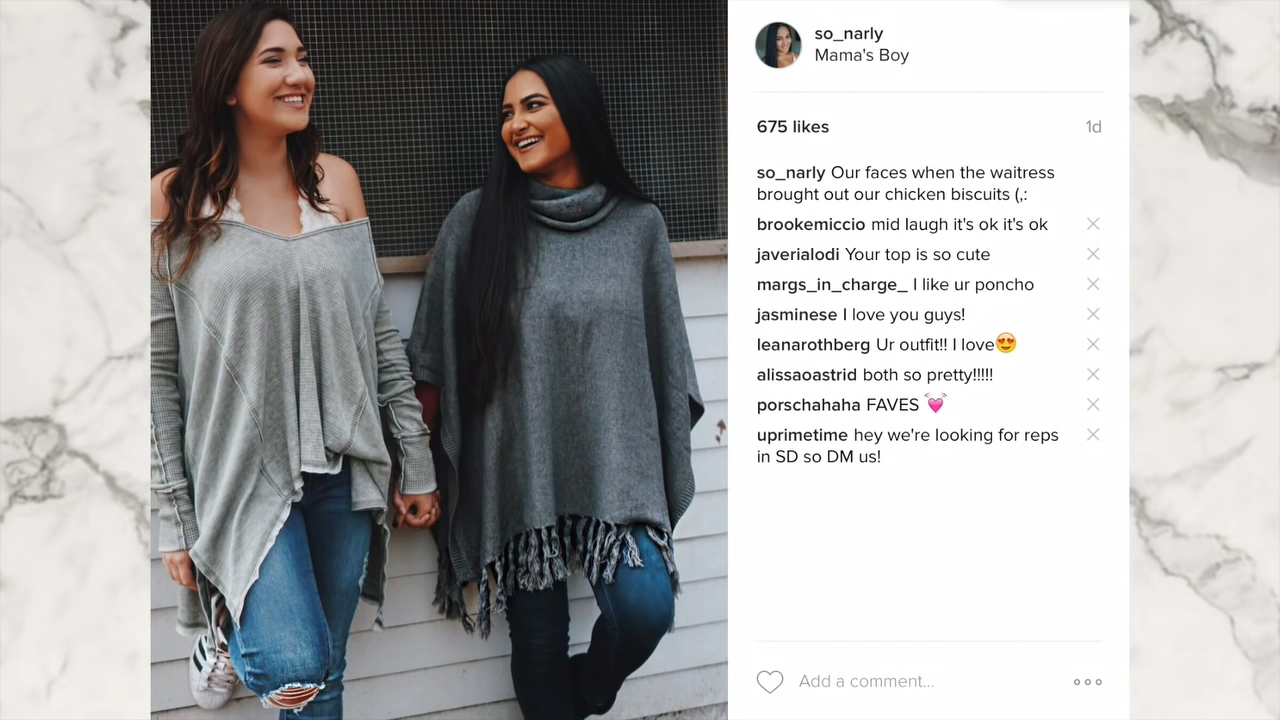 so_narly
Mama's Boy
675 likes 1d
so_narly Our faces when the waitress
brought out our chicken biscuits (,:
brookemiccio mid laugh it's ok it's ok
javerialodi Your top is so cute
margs_in_charge_ I like ur poncho
jasminese I love you guys!
leanarothberg Ur outfit!! I love😍
alissaoastrid both so pretty!!!!!
porschahaha FAVES 💓
uprimetime hey we're looking for reps
in SD so DM us!
Add a comment...